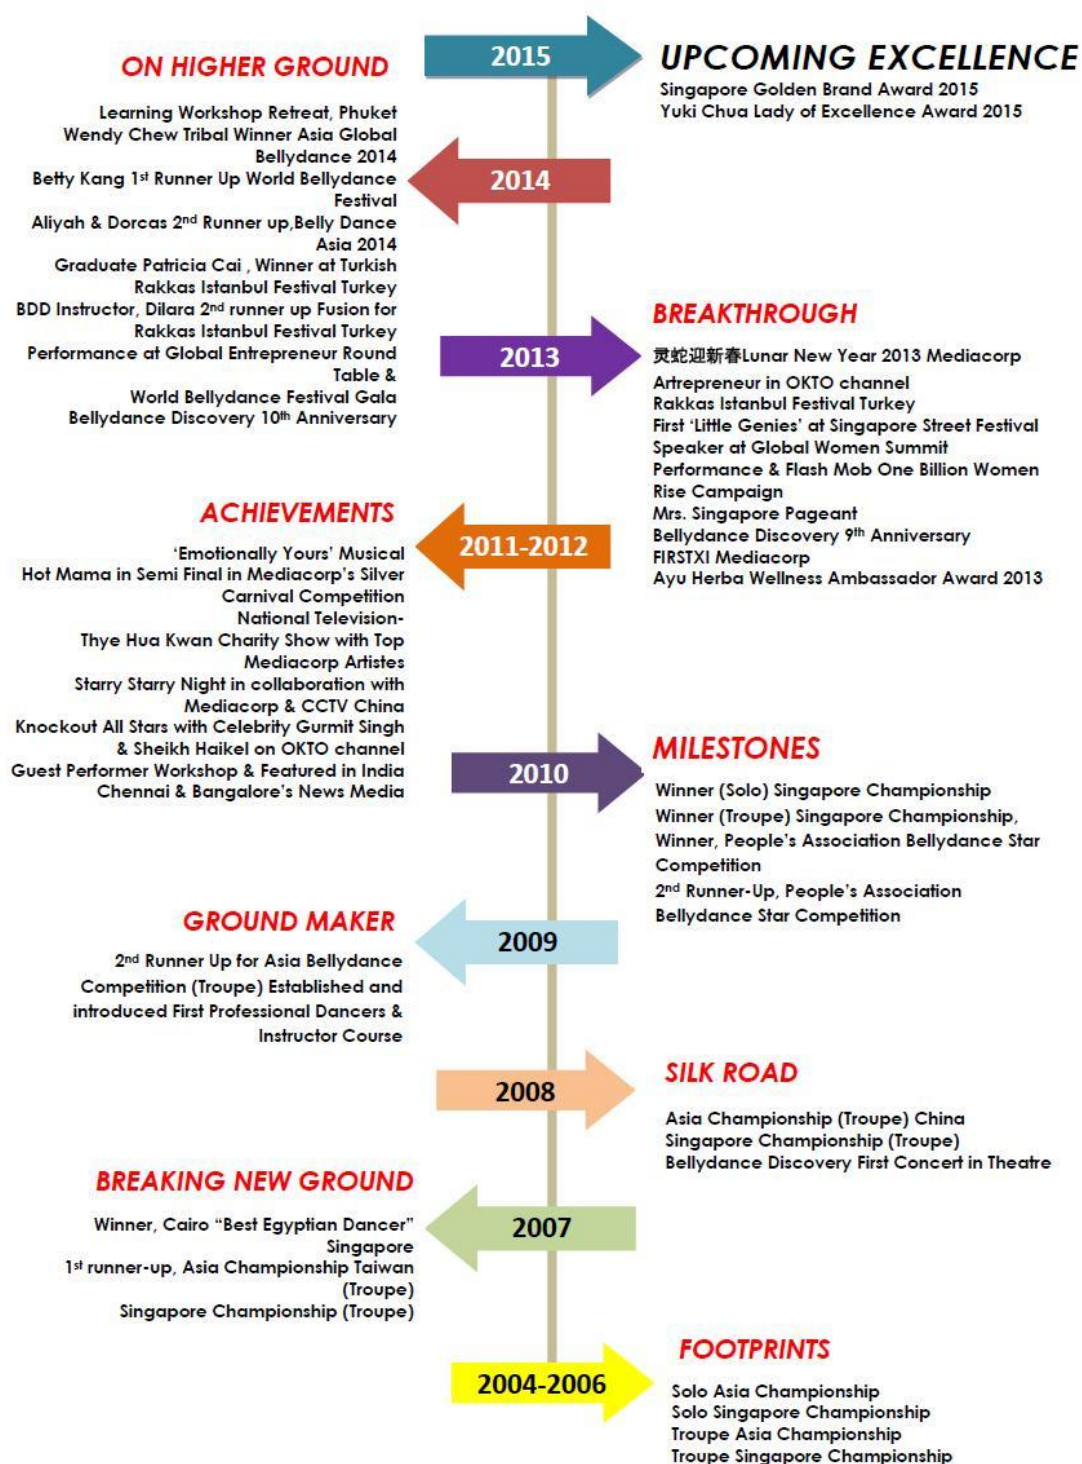 2015
UPCOMING EXCELLENCE
Singapore Golden Brand Award 2015
Yuki Chua Lady of Excellence Award 2015
ON HIGHER GROUND
Learning Workshop Retreat, Phuket
Wendy Chew Tribal Winner Asia Global
Bellydance 2014
Betty Kang 1st Runner Up World Bellydance
Festival
Aliyah & Dorcas 2nd Runner up,Belly Dance
Asia 2014
Graduate Patricia Cai , Winner at Turkish
Rakkas Istanbul Festival Turkey
BDD Instructor, Dilara 2nd runner up Fusion for
Rakkas Istanbul Festival Turkey
Performance at Global Entrepreneur Round
Table &
World Bellydance Festival Gala
Bellydance Discovery 10th Anniversary
2014
2013
BREAKTHROUGH
灵蛇迎新春Lunar New Year 2013 Mediacorp
Artrepreneur in OKTO channel
Rakkas Istanbul Festival Turkey
First ‘Little Genies’ at Singapore Street Festival
Speaker at Global Women Summit
Performance & Flash Mob One Billion Women
Rise Campaign
Mrs. Singapore Pageant
Bellydance Discovery 9th Anniversary
FIRSTXI Mediacorp
Ayu Herba Wellness Ambassador Award 2013
ACHIEVEMENTS
‘Emotionally Yours’ Musical
Hot Mama in Semi Final in Mediacorp’s Silver
Carnival Competition
National Television-
Thye Hua Kwan Charity Show with Top
Mediacorp Artistes
Starry Starry Night in collaboration with
Mediacorp & CCTV China
Knockout All Stars with Celebrity Gurmit Singh
& Sheikh Haikel on OKTO channel
Guest Performer Workshop & Featured in India
Chennai & Bangalore’s News Media
2011-2012
2010
MILESTONES
Winner (Solo) Singapore Championship
Winner (Troupe) Singapore Championship,
Winner, People’s Association Bellydance Star
Competition
2nd Runner-Up, People’s Association
Bellydance Star Competition
GROUND MAKER
2nd Runner Up for Asia Bellydance
Competition (Troupe) Established and
introduced First Professional Dancers &
Instructor Course
2009
2008
SILK ROAD
Asia Championship (Troupe) China
Singapore Championship (Troupe)
Bellydance Discovery First Concert in Theatre
BREAKING NEW GROUND
Winner, Cairo “Best Egyptian Dancer”
Singapore
1st runner-up, Asia Championship Taiwan
(Troupe)
Singapore Championship (Troupe)
2007
2004-2006
FOOTPRINTS
Solo Asia Championship
Solo Singapore Championship
Troupe Asia Championship
Troupe Singapore Championship